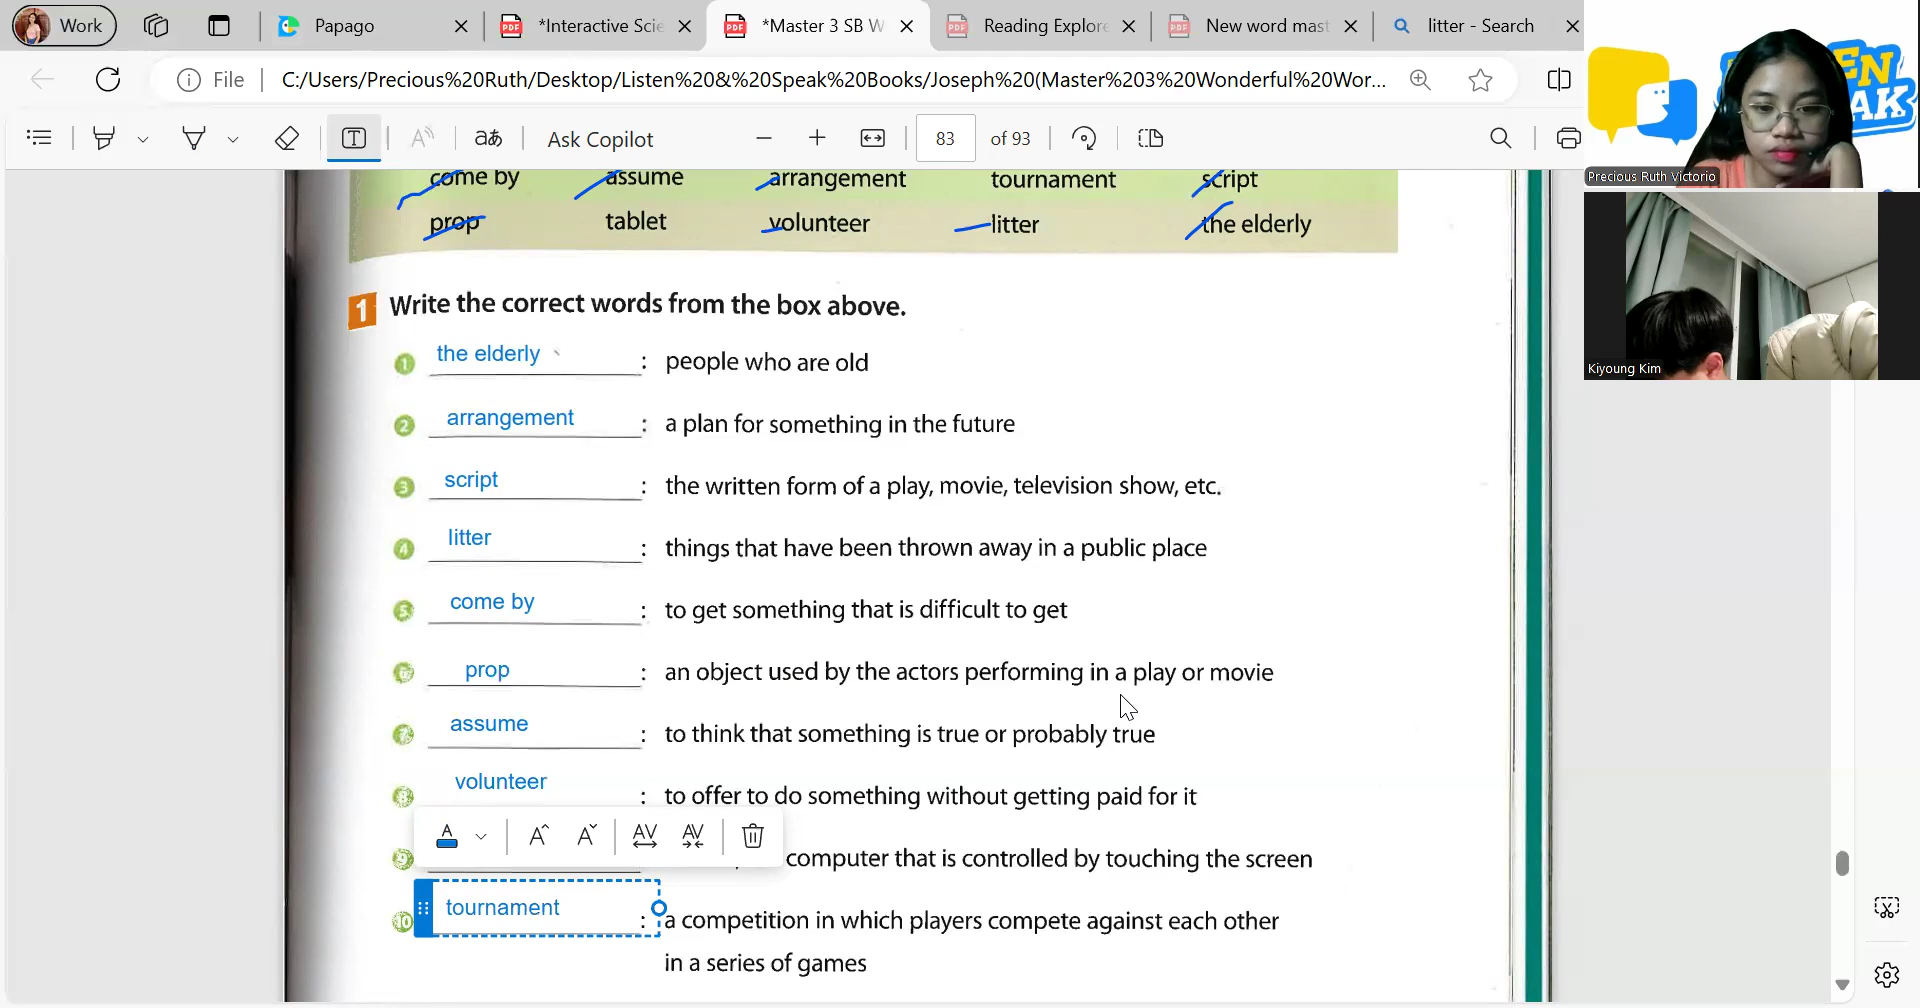 Work
Papago
*Interactive Scie
*Master 3 SB W
Reading Explore
New word mast
litter - Search
File
C:/Users/Precious%20Ruth/Desktop/Listen%20&%20Speak%20Books/Joseph%20(Master%203%20Wonderful%20Wor...
aあ
Ask Copilot
83
of 93
come by assume arrangement tournament script
prop tablet volunteer litter the elderly
1 Write the correct words from the box above.
1 the elderly : people who are old
2 arrangement : a plan for something in the future
3 script : the written form of a play, movie, television show, etc.
4 litter : things that have been thrown away in a public place
5 come by : to get something that is difficult to get
6 prop : an object used by the actors performing in a play or movie
7 assume : to think that something is true or probably true
8 volunteer : to offer to do something without getting paid for it
9 computer that is controlled by touching the screen
10 tournament : a competition in which players compete against each other
in a series of games
Precious Ruth Victorio
Kiyoung Kim